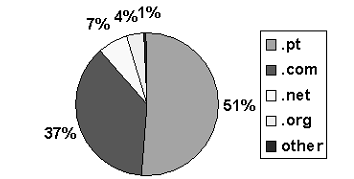 7%
4%
1%
51%
37%
.pt
.com
.net
.org
other